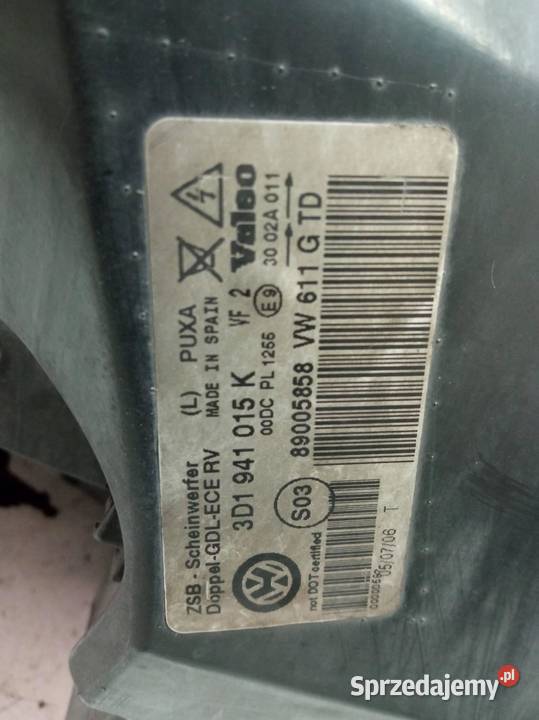 ZSB - Scheinwerfer (L) PUXA
Doppel-GDL-ECE RV MADE IN SPAIN
3D1 941 015 K VF 2 Valeo
00DC PL 1255 E9 30 02A 011
S03 89005858 VW 611 G TD
not DOT certified
05/07/06 T
Sprzedajemy.pl